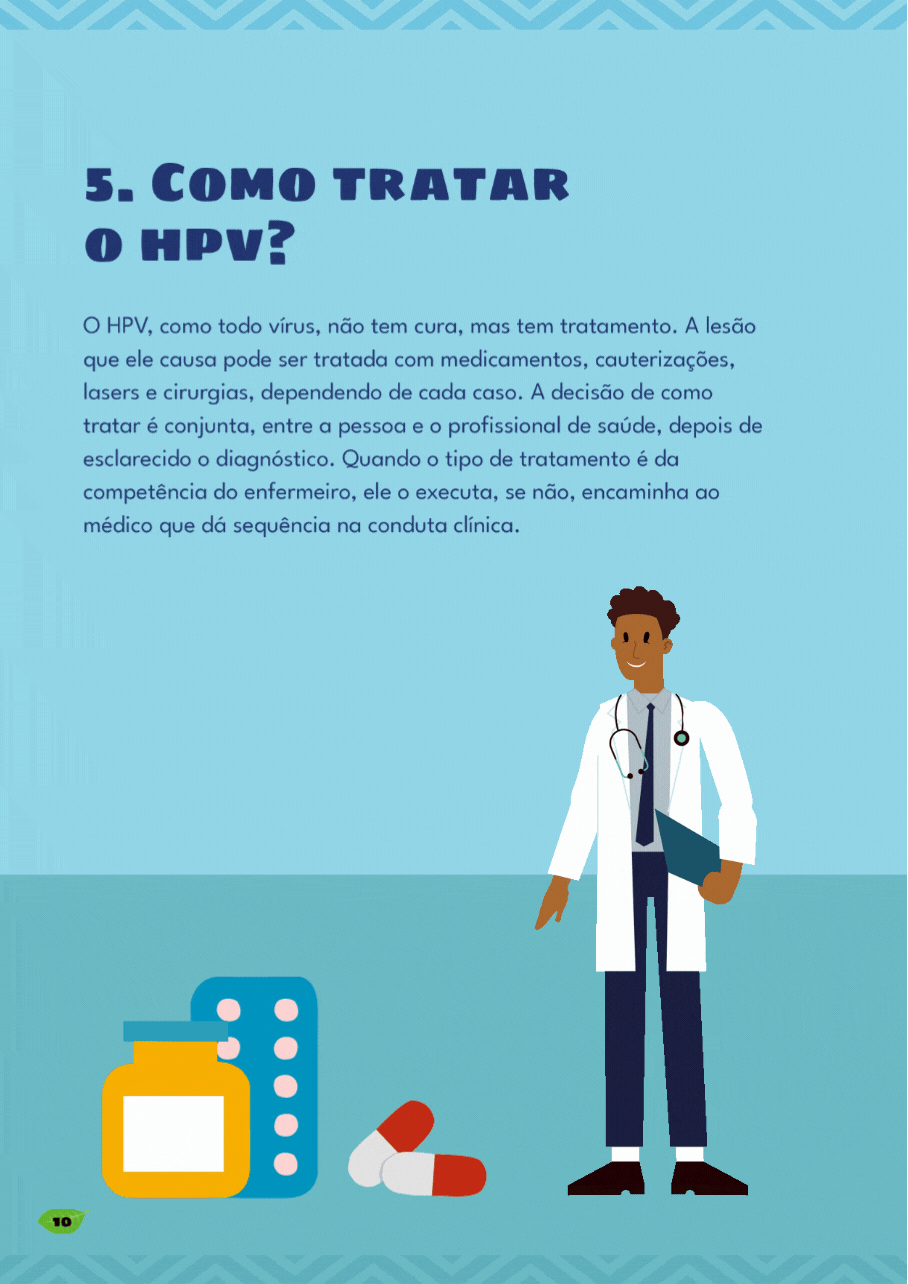 5. Como tratar
o HPV?
O HPV, como todo vírus, não tem cura, mas tem tratamento. A lesão
que ele causa pode ser tratada com medicamentos, cauterizações,
lasers e cirurgias, dependendo de cada caso. A decisão de como
tratar é conjunta, entre a pessoa e o profissional de saúde, depois de
esclarecido o diagnóstico. Quando o tipo de tratamento é da
competência do enfermeiro, ele o executa, se não, encaminha ao
médico que dá sequência na conduta clínica.
10